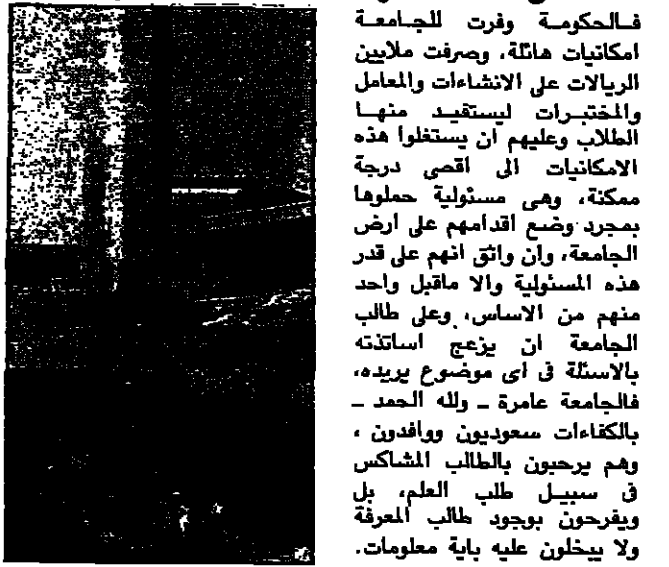 فالحكومة وفرت للجامعة
امكانيات هائلة، وصرفت ملايين
الريالات على الانشاءات والمعامل
والمختبرات ليستفيد منها
الطلاب وعليهم ان يستغلوا هذه
الامكانيات الى اقصى درجة
ممكنة، وهى مسئولية حملوها
بمجرد وضع اقدامهم على ارض
الجامعة، وان واثق انهم على قدر
هذه المسئولية والا ماقبل واحد
منهم من الاساس، وعلى طالب
الجامعة ان يزعج اساتذته
بالاسئلة فى اى موضوع يريده،
فالجامعة عامرة ـ ولله الحمد ـ
بالكفاءات سعوديون ووافدون ،
وهم يرحبون بالطالب المشاكس
فى سبيل طلب العلم، بل
ويفرحون بوجود طالب المعرفة
ولا يبخلون عليه باية معلومات.